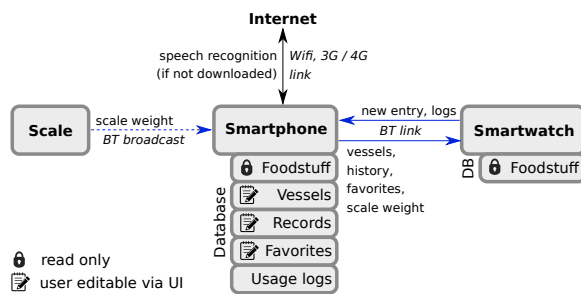 Internet
speech recognition
(if not downloaded)
Wifi, 3G / 4G
link
Scale
scale weight
BT broadcast
Smartphone
new entry, logs
BT link
vessels,
history,
favorites,
scale weight
Smartwatch
Database
Foodstuff
Vessels
Records
Favorites
Usage logs
DB
Foodstuff
read only
user editable via UI